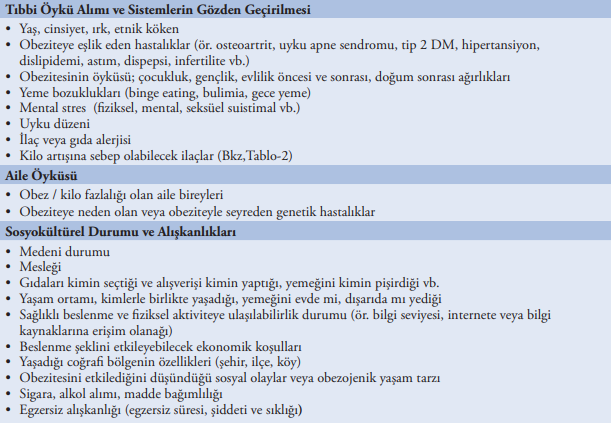 Tıbbi Öykü Alımı ve Sistemlerin Gözden Geçirilmesi
• Yaş, cinsiyet, ırk, etnik köken
• Obeziteye eşlik eden hastalıklar (ör. osteoartrit, uyku apne sendromu, tip 2 DM, hipertansiyon,
dislipidemi, astım, dispepsi, infertilite vb.)
• Obezitesinin öyküsü; çocukluk, gençlik, evlilik öncesi ve sonrası, doğum sonrası ağırlıkları
• Yeme bozuklukları (binge eating, bulimia, gece yeme)
• Mental stres (fiziksel, mental, seksüel suistimal vb.)
• Uyku düzeni
• İlaç veya gıda alerjisi
• Kilo artışına sebep olabilecek ilaçlar (Bkz,Tablo-2)
Aile Öyküsü
• Obez / kilo fazlalığı olan aile bireyleri
• Obeziteye neden olan veya obeziteyle seyreden genetik hastalıklar
Sosyokültürel Durumu ve Alışkanlıkları
• Medeni durumu
• Mesleği
• Gıdaları kimin seçtiği ve alışverişi kimin yaptığı, yemeğini kimin pişirdiği vb.
• Yaşam ortamı, kimlerle birlikte yaşadığı, yemeğini evde mi, dışarıda mı yediği
• Sağlıklı beslenme ve fiziksel aktiviteye ulaşılabilirlik durumu (ör. bilgi seviyesi, internete veya bilgi
kaynaklarına erişim olanağı)
• Beslenme şeklini etkileyebilecek ekonomik koşulları
• Yaşadığı coğrafi bölgenin özellikleri (şehir, ilçe, köy)
• Obezitesini etkilediğini düşündüğü sosyal olaylar veya obezojenik yaşam tarzı
• Sigara, alkol alımı, madde bağımlılığı
• Egzersiz alışkanlığı (egzersiz süresi, şiddeti ve sıklığı)